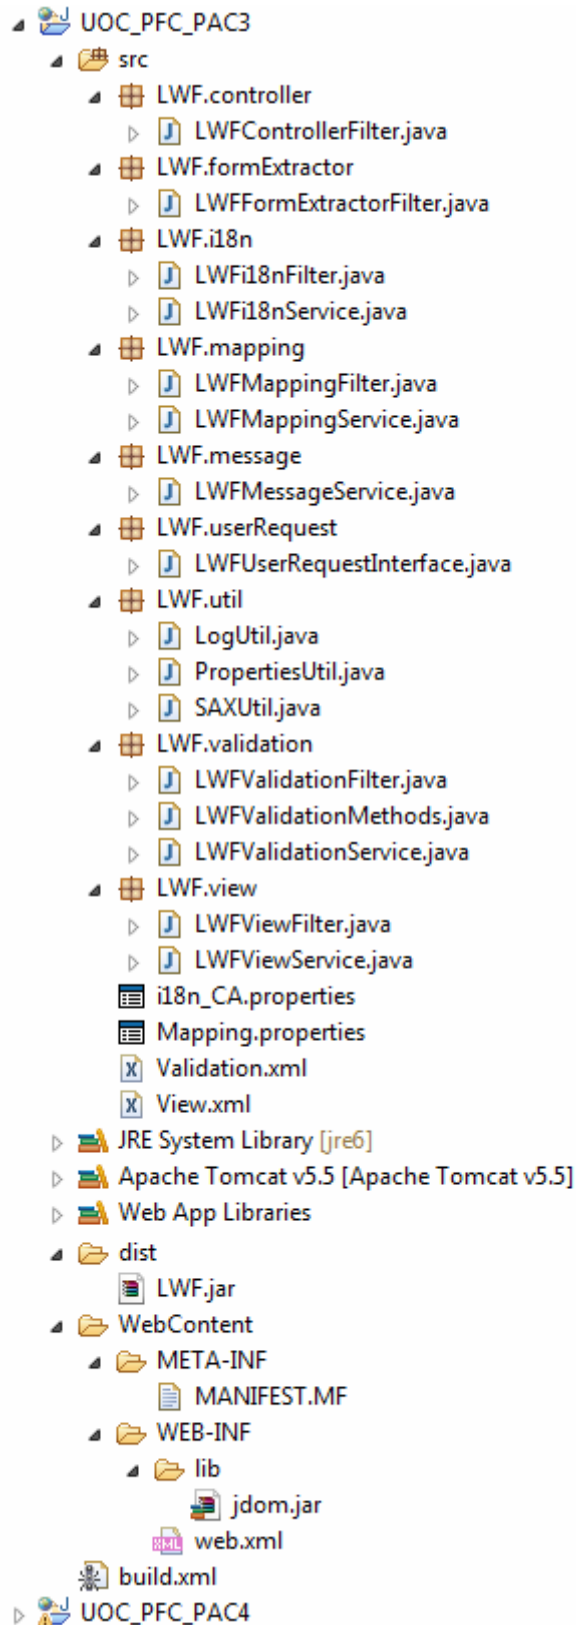 UOC_PFC_PAC3
src
LWF.controller
LWFControllerFilter.java
LWF.formExtractor
LWFFormExtractorFilter.java
LWF.i18n
LWFi18nFilter.java
LWFi18nService.java
LWF.mapping
LWFMappingFilter.java
LWFMappingService.java
LWF.message
LWFMessageService.java
LWF.userRequest
LWFUserRequestInterface.java
LWF.util
LogUtil.java
PropertiesUtil.java
SAXUtil.java
LWF.validation
LWFValidationFilter.java
LWFValidationMethods.java
LWFValidationService.java
LWF.view
LWFViewFilter.java
LWFViewService.java
i18n_CA.properties
Mapping.properties
Validation.xml
View.xml
JRE System Library [jre6]
Apache Tomcat v5.5 [Apache Tomcat v5.5]
Web App Libraries
dist
LWF.jar
WebContent
META-INF
MANIFEST.MF
WEB-INF
lib
jdom.jar
web.xml
build.xml
UOC_PFC_PAC4